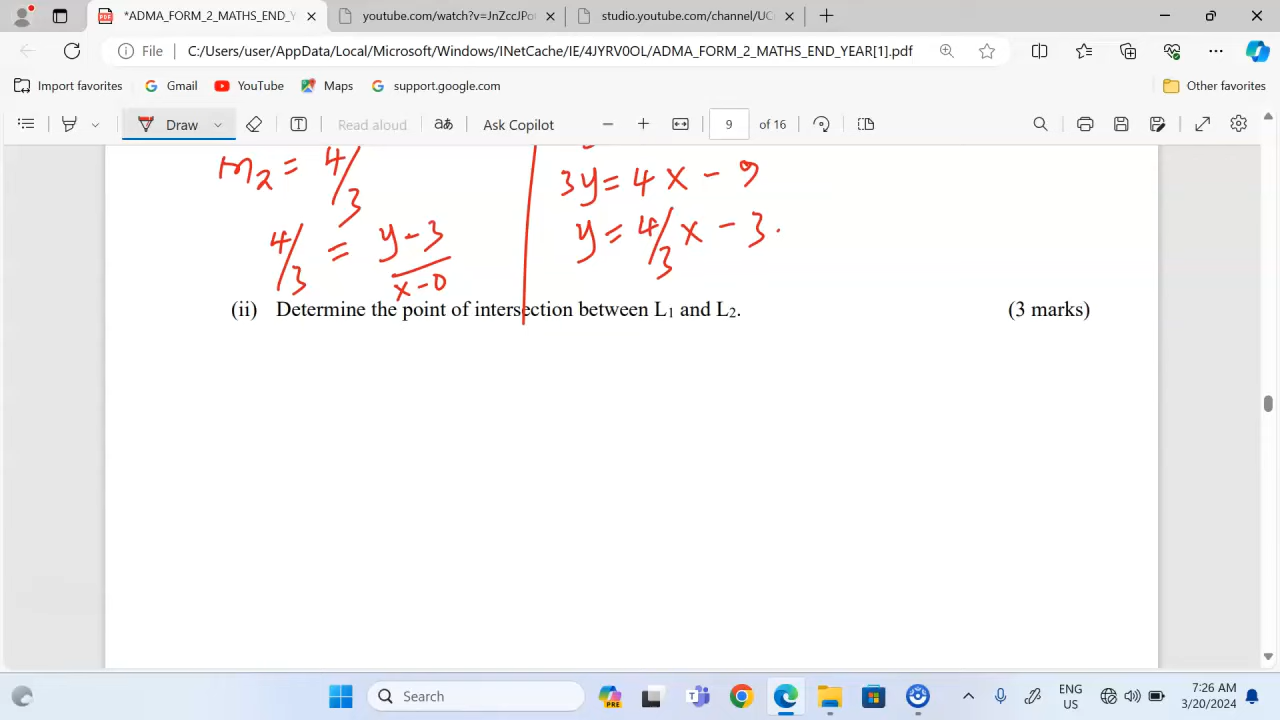 *ADMA_FORM_2_MATHS_END_Y
youtube.com/watch?v=JnZccJPo
studio.youtube.com/channel/UC
File
C:/Users/user/AppData/Local/Microsoft/Windows/INetCache/IE/4JYRV0OL/ADMA_FORM_2_MATHS_END_YEAR[1].pdf
Import favorites
Gmail
YouTube
Maps
support.google.com
Other favorites
Draw
Read aloud
aあ
Ask Copilot
9 of 16
m2 = 4/3
4/3 = y-3/x-0
3y = 4x - 9
y = 4/3 x - 3.
(ii) Determine the point of intersection between L1 and L2. (3 marks)
Search
PRE
ENG
US
7:26 AM
3/20/2024